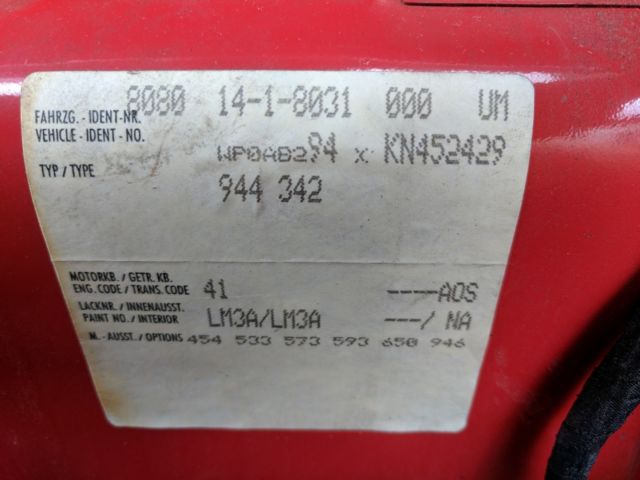 8080 14-1-8031 000 UM
FAHRZG. - IDENT-NR.
VEHICLE - IDENT - NO. WP0AB294 x KN452429
TYP / TYPE 944 342
MOTORKB. / GETR. KB.
ENG. CODE / TRANS. CODE 41 ----AOS
LACKNR. / INNENAUSST.
PAINT NO. / INTERIOR LM3A/LM3A ---/ NA
M. - AUSST. / OPTIONS 454 533 573 593 650 946